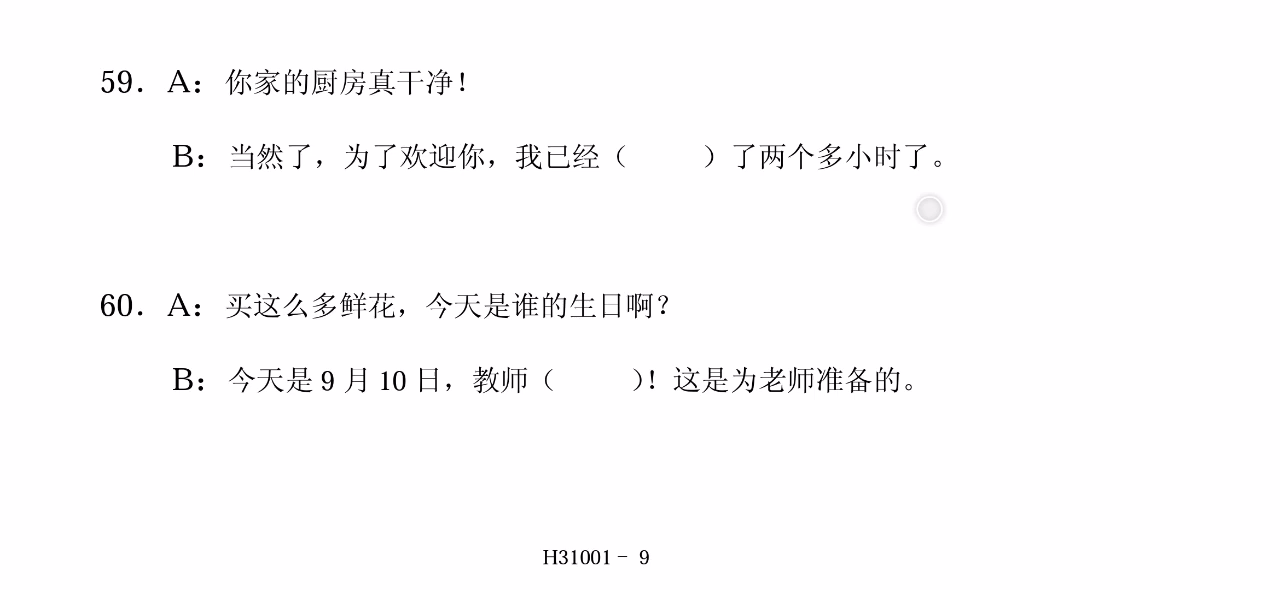 59. A：你家的厨房真干净！
B：当然了，为了欢迎你，我已经（ ）了两个多小时了。
60. A：买这么多鲜花，今天是谁的生日啊？
B：今天是 9 月 10 日，教师（ ）！这是为老师准备的。
H31001－ 9